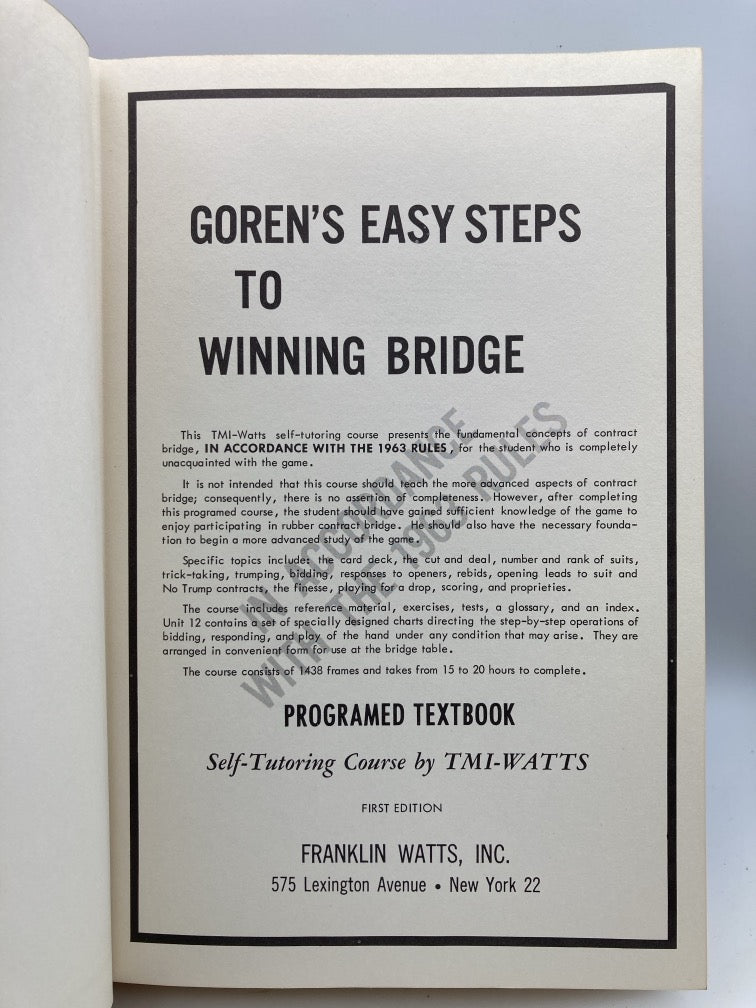 GOREN'S EASY STEPS
TO
WINNING BRIDGE
This TMI-Watts self-tutoring course presents the fundamental concepts of contract
bridge, IN ACCORDANCE WITH THE 1963 RULES, for the student who is completely
unacquainted with the game.
It is not intended that this course should teach the more advanced aspects of contract
bridge; consequently, there is no assertion of completeness. However, after completing
this programed course, the student should have gained sufficient knowledge of the game to
enjoy participating in rubber contract bridge. He should also have the necessary founda-
tion to begin a more advanced study of the game.
Specific topics include: the card deck, the cut and deal, number and rank of suits,
trick-taking, trumping, bidding, responses to openers, rebids, opening leads to suit and
No Trump contracts, the finesse, playing for a drop, scoring, and proprieties.
The course includes reference material, exercises, tests, a glossary, and an index.
Unit 12 contains a set of specially designed charts directing the step-by-step operations of
bidding, responding, and play of the hand under any condition that may arise. They are
arranged in convenient form for use at the bridge table.
The course consists of 1438 frames and takes from 15 to 20 hours to complete.
IN ACCORDANCE
WITH THE 1963 RULES
PROGRAMED TEXTBOOK
Self-Tutoring Course by TMI-WATTS
FIRST EDITION
FRANKLIN WATTS, INC.
575 Lexington Avenue • New York 22